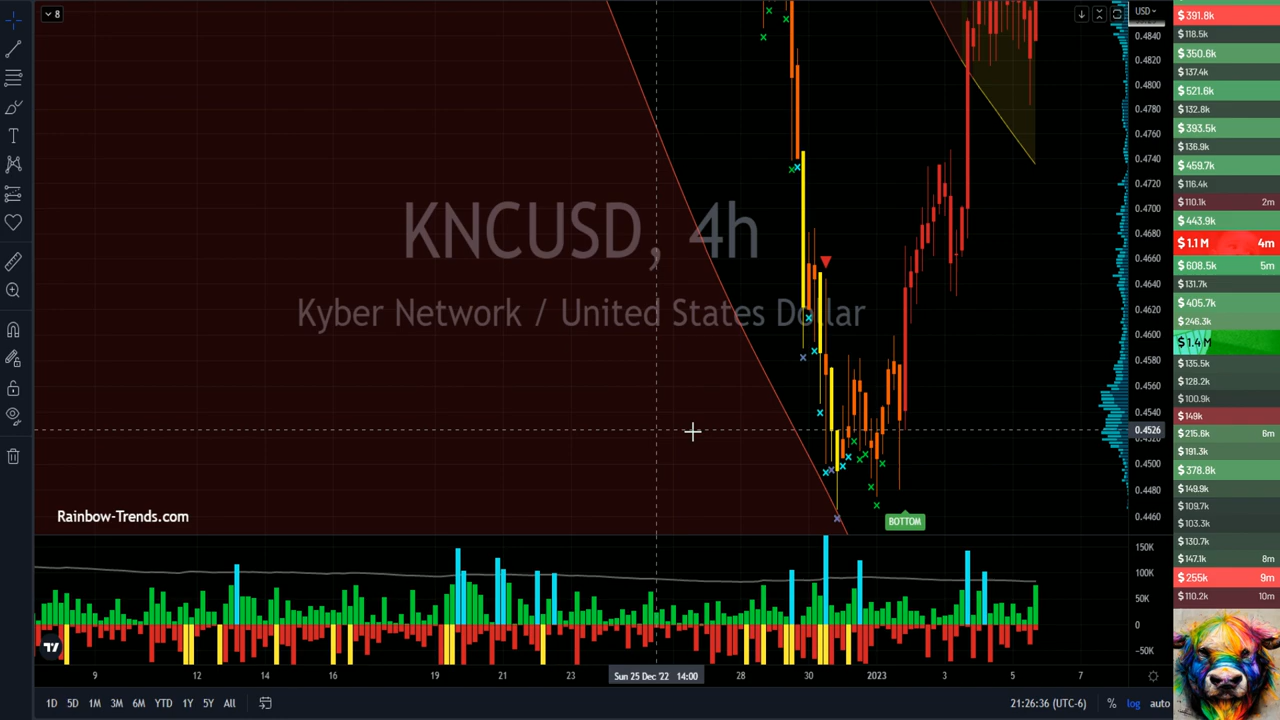 8
USD
0.4840
0.4820
0.4800
0.4780
0.4760
0.4740
0.4720
0.4700
0.4680
0.4660
0.4640
0.4620
0.4600
0.4580
0.4560
0.4540
0.4526
0.4500
0.4480
0.4460
KNCUSD, 4h
Kyber Network / United States Dollar
BOTTOM
Rainbow-Trends.com
150K
100K
50K
0
-50K
9
12
14
16
19
21
23
Sun 25 Dec '22 14:00
28
30
2023
3
5
7
1D 5D 1M 3M 6M YTD 1Y 5Y All
21:26:36 (UTC-6)
% log auto
$391.8k
$118.5k
$350.6k
$137.4k
$521.6k
$132.8k
$393.5k
$136.9k
$459.7k
$116.4k
$110.1k 2m
$443.9k
$1.1 M 4m
$608.5k 5m
$131.7k
$405.7k
$246.3k
$1.4 M
$135.5k
$128.2k
$100.9k
$149k
$215.6k 6m
$191.3k
$378.8k
$149.9k
$109.7k
$103.3k
$130.7k
$147.1k 8m
$255k 9m
$110.2k 10m